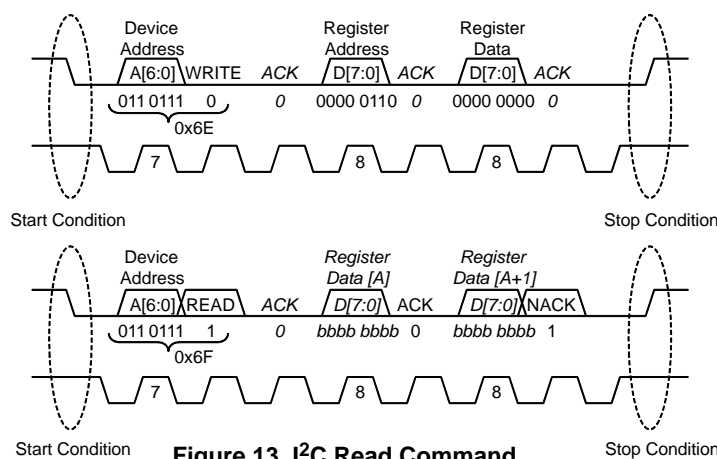 Device Address
Register Address
Register Data
A[6:0] WRITE ACK D[7:0] ACK D[7:0] ACK
011 0111 0 0 0000 0110 0 0000 0000 0
0x6E
7 8 8
Start Condition Stop Condition
Device Address
Register Data [A]
Register Data [A+1]
A[6:0] READ ACK D[7:0] ACK D[7:0] NACK
011 0111 1 0 bbbb bbbb 0 bbbb bbbb 1
0x6F
7 8 8
Start Condition Stop Condition
Figure 13. I²C Read Command